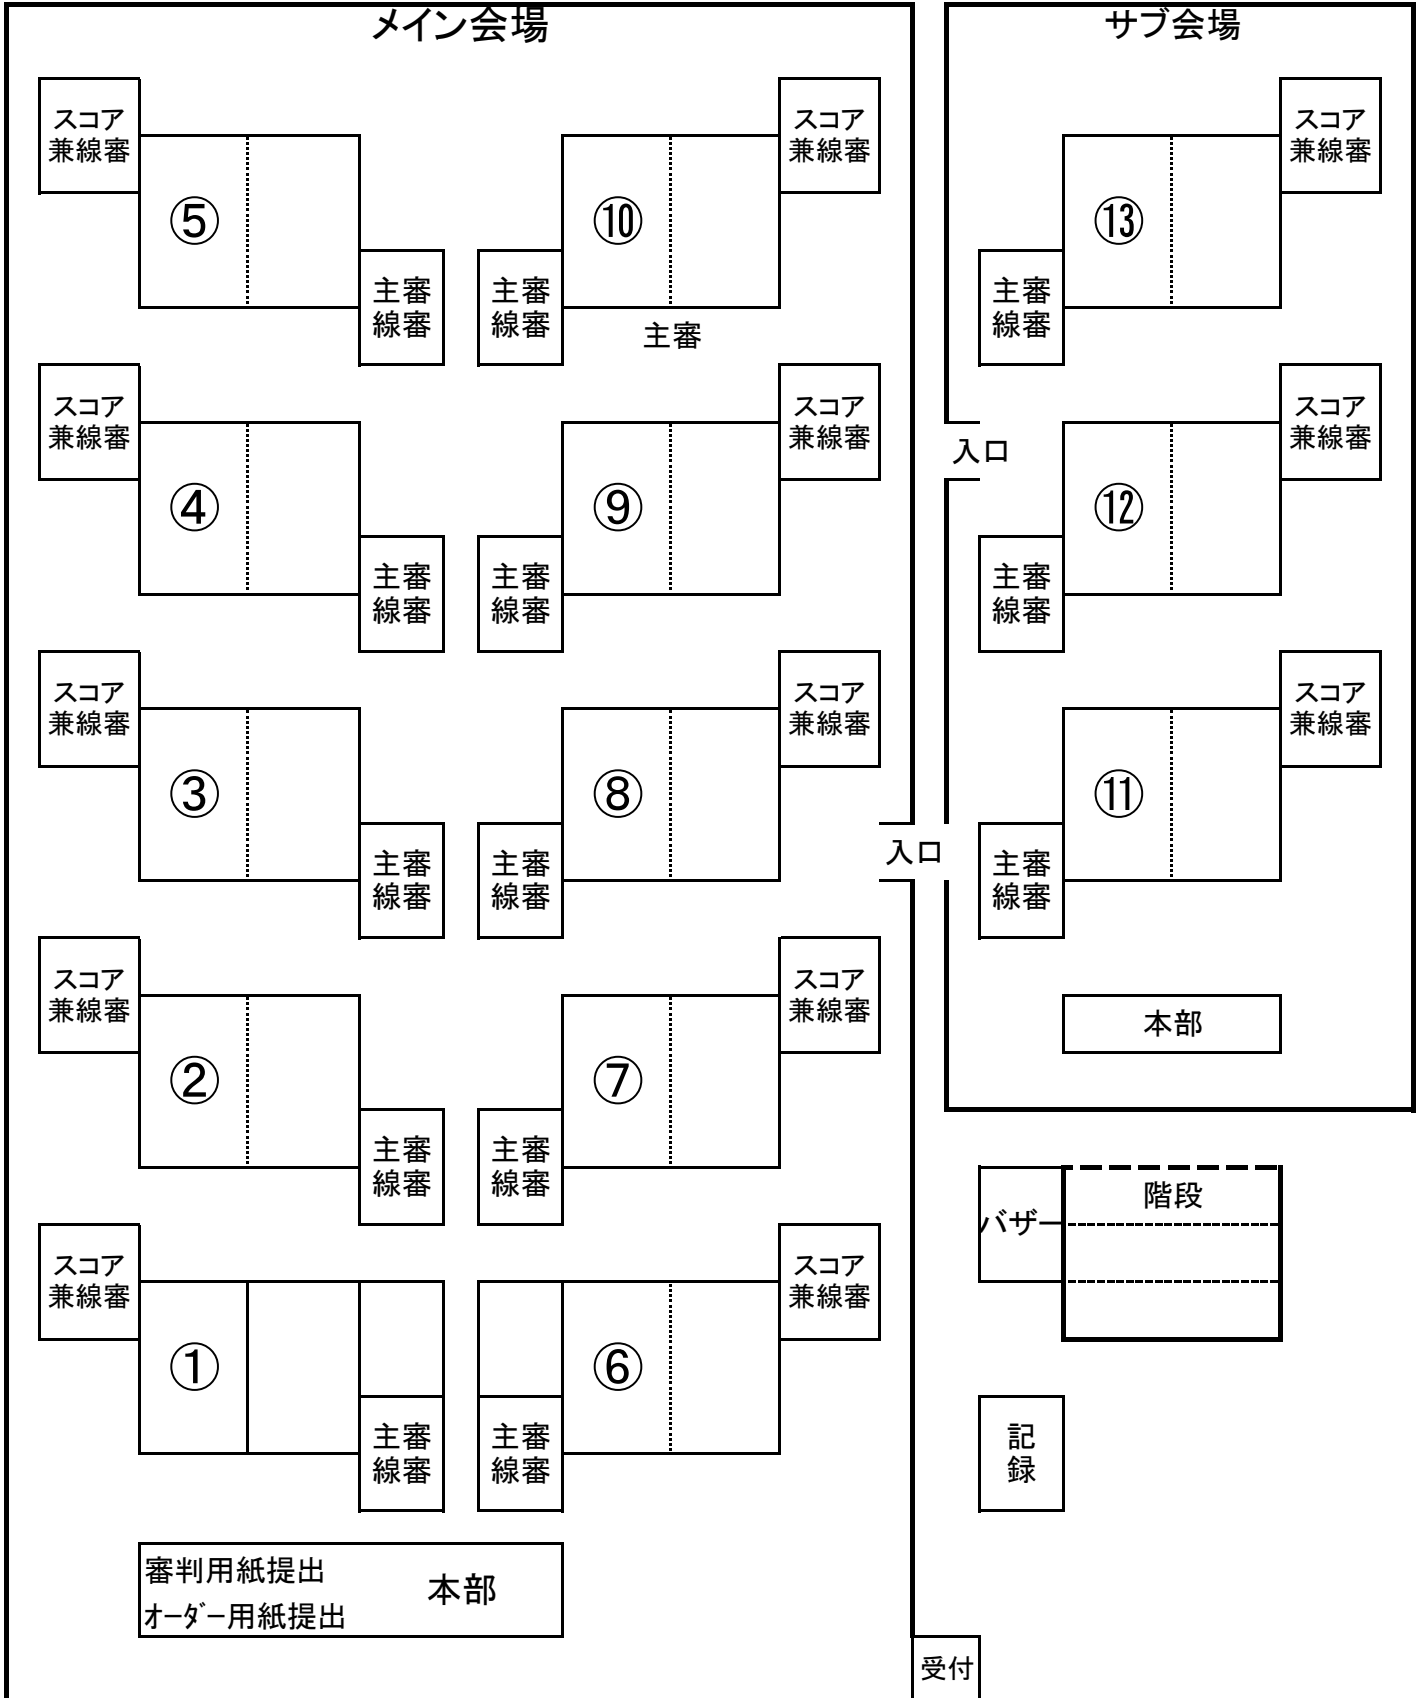 メイン会場
サブ会場
スコア
兼線審
スコア
兼線審
スコア
兼線審
⑤
⑩
⑬
主審
線審
主審
線審
主審
線審
主審
スコア
兼線審
スコア
兼線審
スコア
兼線審
入口
④
⑨
⑫
主審
線審
主審
線審
主審
線審
スコア
兼線審
スコア
兼線審
スコア
兼線審
③
⑧
⑪
入口
主審
線審
主審
線審
主審
線審
スコア
兼線審
スコア
兼線審
本部
②
⑦
主審
線審
主審
線審
階段
バザー
スコア
兼線審
スコア
兼線審
①
⑥
主審
線審
主審
線審
記
録
審判用紙提出
オーダー用紙提出
本部
受付